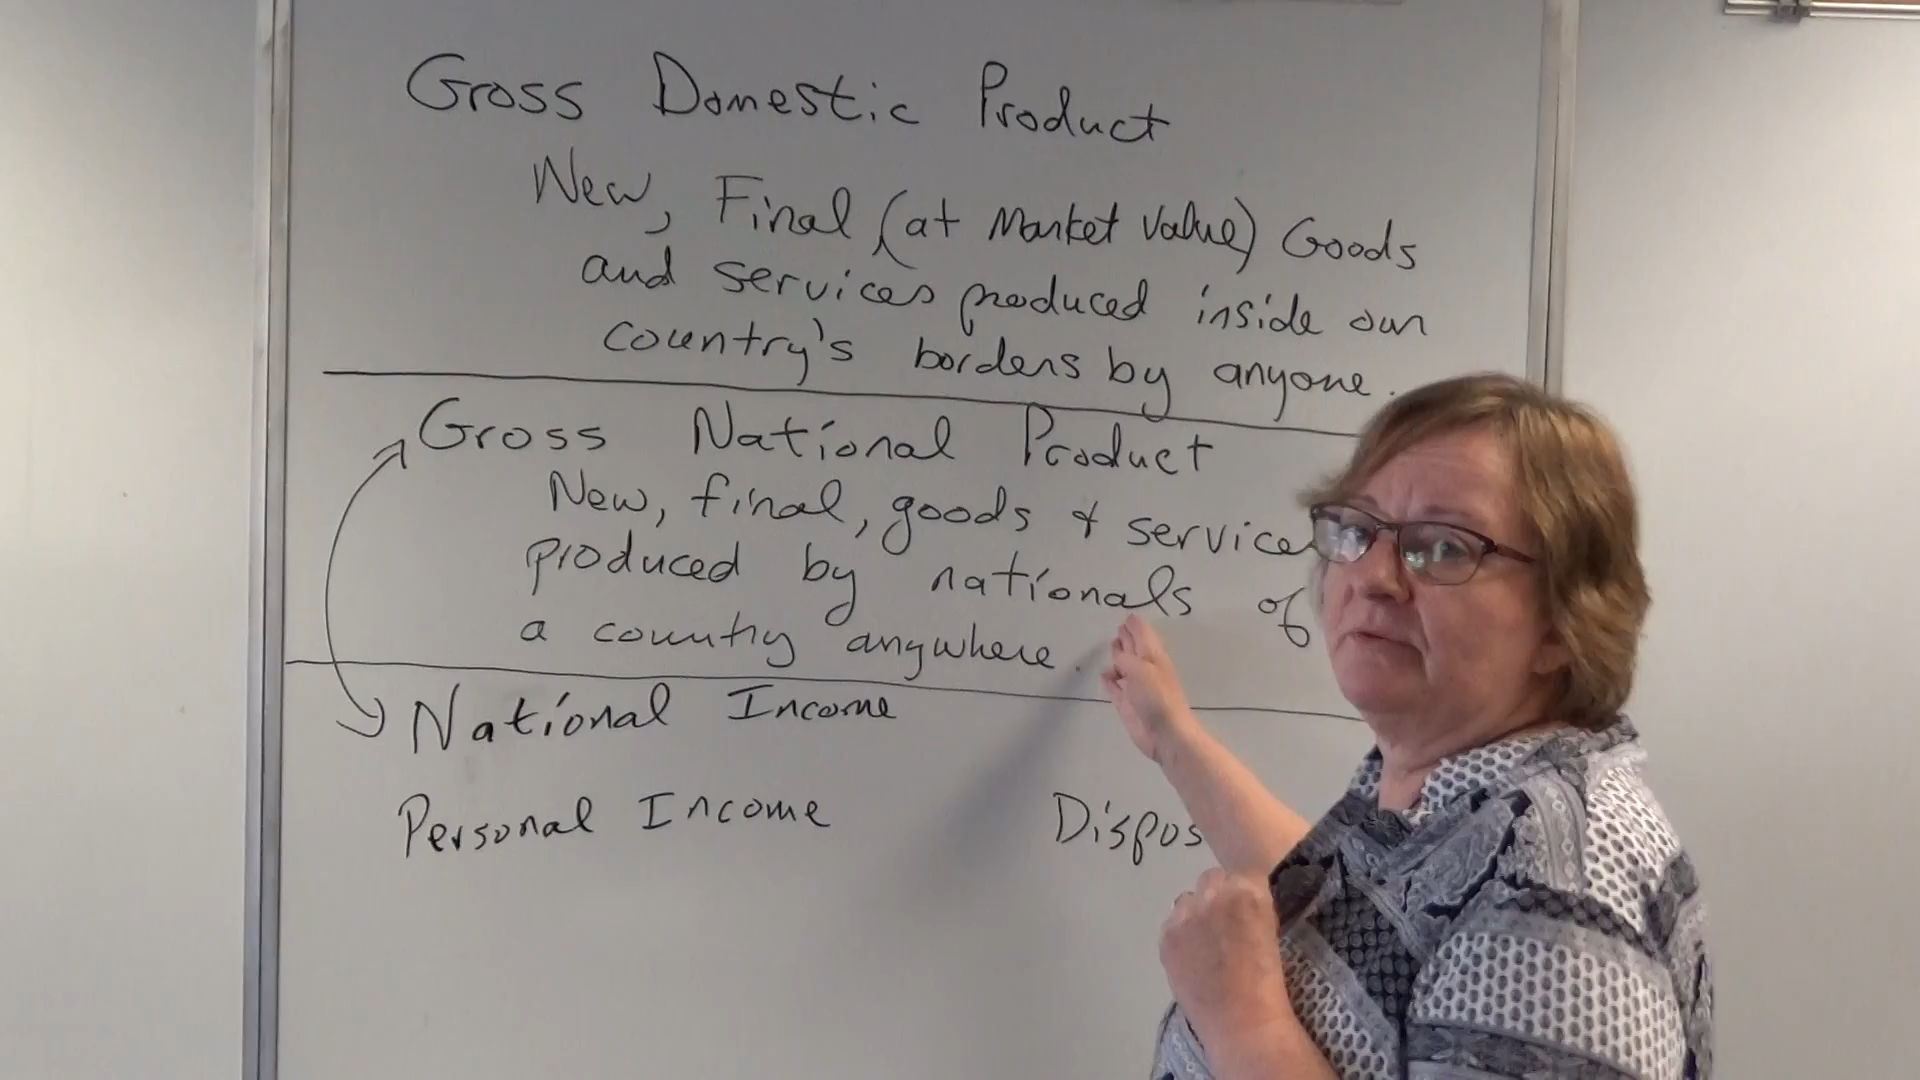 Gross Domestic Product
New, Final (at Market Value) Goods
and services produced inside our
country's borders by anyone.
Gross National Product
New, final, goods + service
produced by nationals of
a country anywhere.
National Income
Personal Income Dispos